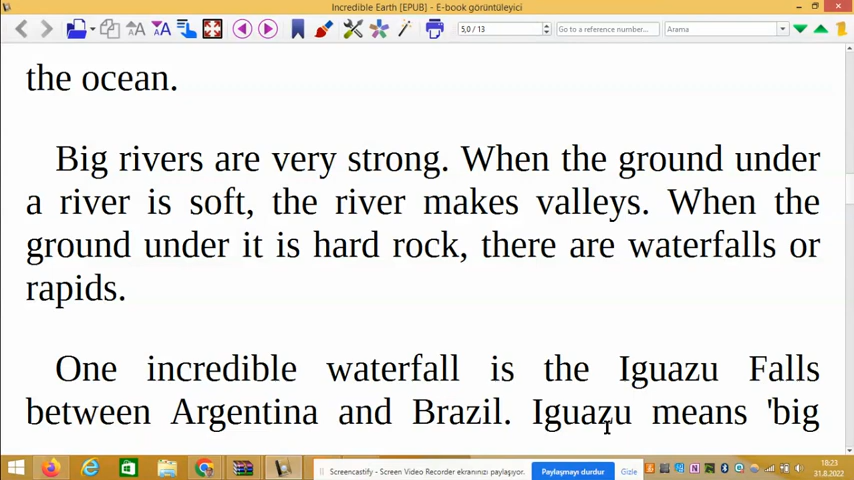 Incredible Earth [EPUB] - E-book görüntüleyici
5,0 / 13
Go to a reference number...
Arama
the ocean.
Big rivers are very strong. When the ground under
a river is soft, the river makes valleys. When the
ground under it is hard rock, there are waterfalls or
rapids.
One incredible waterfall is the Iguazu Falls
between Argentina and Brazil. Iguazu means 'big
Screencastify - Screen Video Recorder ekranınızı paylaşıyor.
Paylaşmayı durdur
Gizle
18:23
31.8.2022